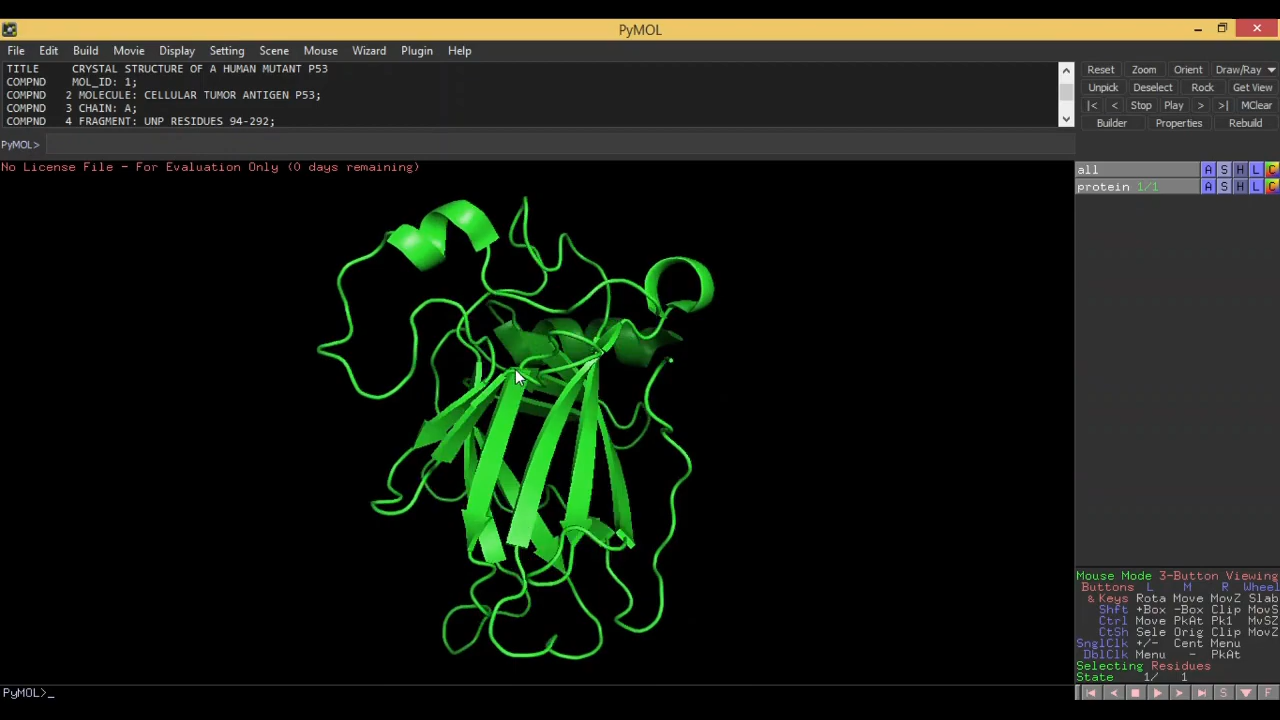 PyMOL
File Edit Build Movie Display Setting Scene Mouse Wizard Plugin Help
TITLE CRYSTAL STRUCTURE OF A HUMAN MUTANT P53
COMPND MOL_ID: 1;
COMPND 2 MOLECULE: CELLULAR TUMOR ANTIGEN P53;
COMPND 3 CHAIN: A;
COMPND 4 FRAGMENT: UNP RESIDUES 94-292;
Reset Zoom Orient Draw/Ray
Unpick Deselect Rock Get View
|< < Stop Play > >| MClear
Builder Properties Rebuild
PyMOL>
No License File - For Evaluation Only (0 days remaining)
all A S H L C
protein 1/1 A S H L C
Mouse Mode 3-Button Viewing
Buttons L M R Wheel
& Keys Rota Move MovZ Slab
Shft +Box -Box Clip MovS
Ctrl Move PkAt Pk1 MvSZ
CtSh Sele Orig Clip MovZ
SnglClk +/- Cent Menu
DblClk Menu - PkAt
Selecting Residues
State 1/ 1
PyMOL>_
S F